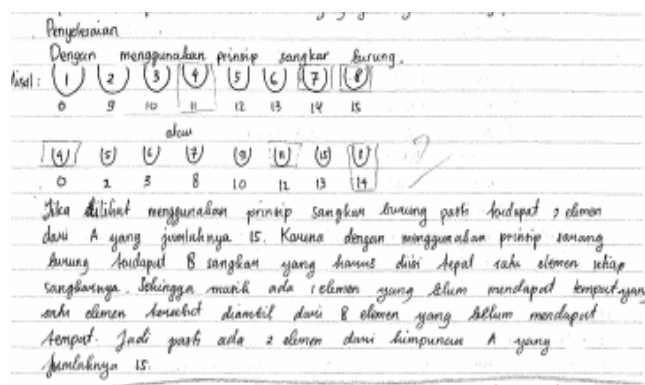 Penyelesaian
Dengan menggunakan prinsip sangkar burung.
Misal : (1) (2) (3) (4) (5) (6) (7) (8)
0 9 10 11 12 13 14 15
atau
(4) (5) (6) (7) (9) (11) (15) (8)
0 2 3 8 10 12 13 14
Jika dilihat menggunakan prinsip sangkar burung pasti terdapat 2 elemen
dari A yang jumlahnya 15. Karena dengan menggunakan prinsip sarang
burung terdapat 8 sangkar yang harus diisi tepat satu elemen setiap
sangkarnya. Sehingga masih ada 1 elemen yang belum mendapat tempat yang
satu elemen tersebut diambil dari 8 elemen yang belum mendapat
tempat. Jadi pasti ada 2 elemen dari himpunan A yang
jumlahnya 15.